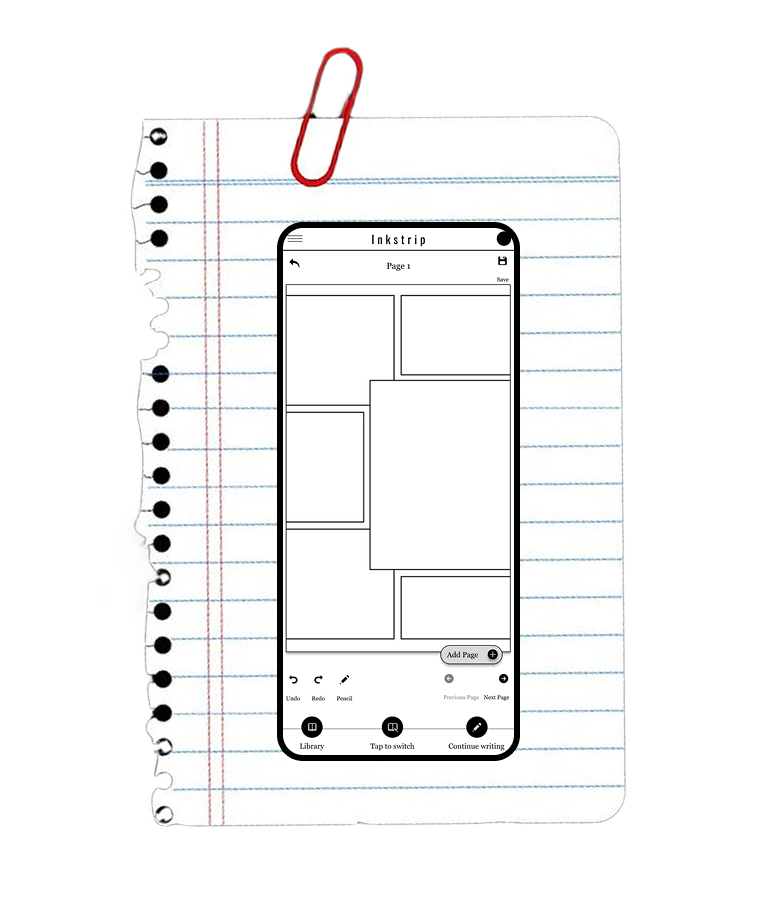 Inkstrip
Page 1
Save
Add Page
Undo Redo Pencil Previous Page Next Page
Library Tap to switch Continue writing